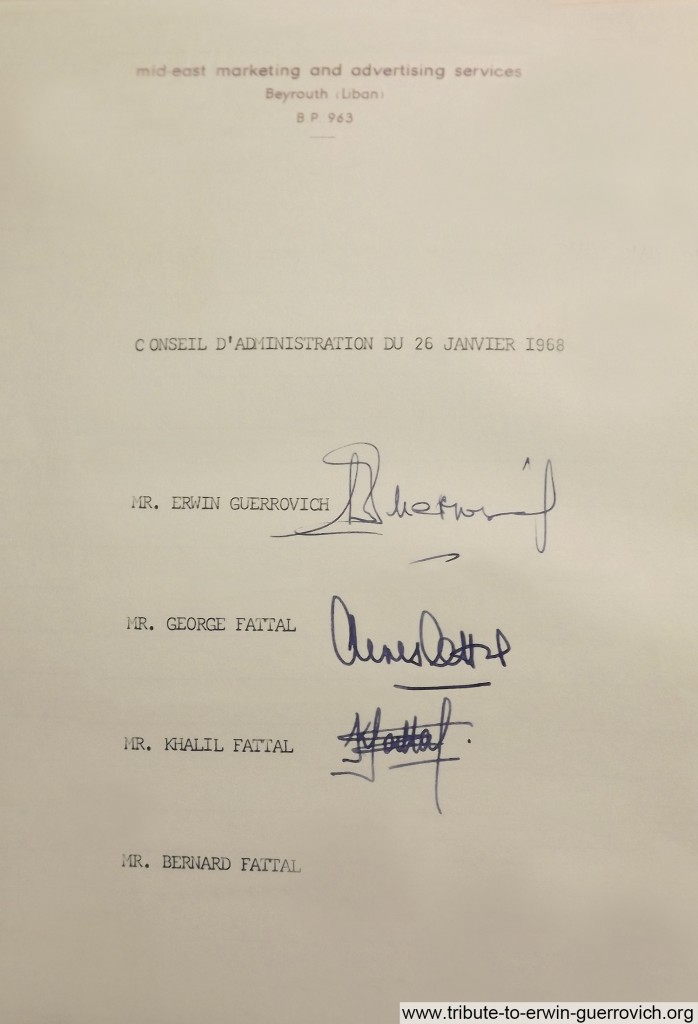 mid-east marketing and advertising services
Beyrouth (Liban)
B.P. 963
CONSEIL D'ADMINISTRATION DU 26 JANVIER I968
MR. ERWIN GUERROVICH
MR. GEORGE FATTAL
MR. KHALIL FATTAL
MR. BERNARD FATTAL
www.tribute-to-erwin-guerrovich.org